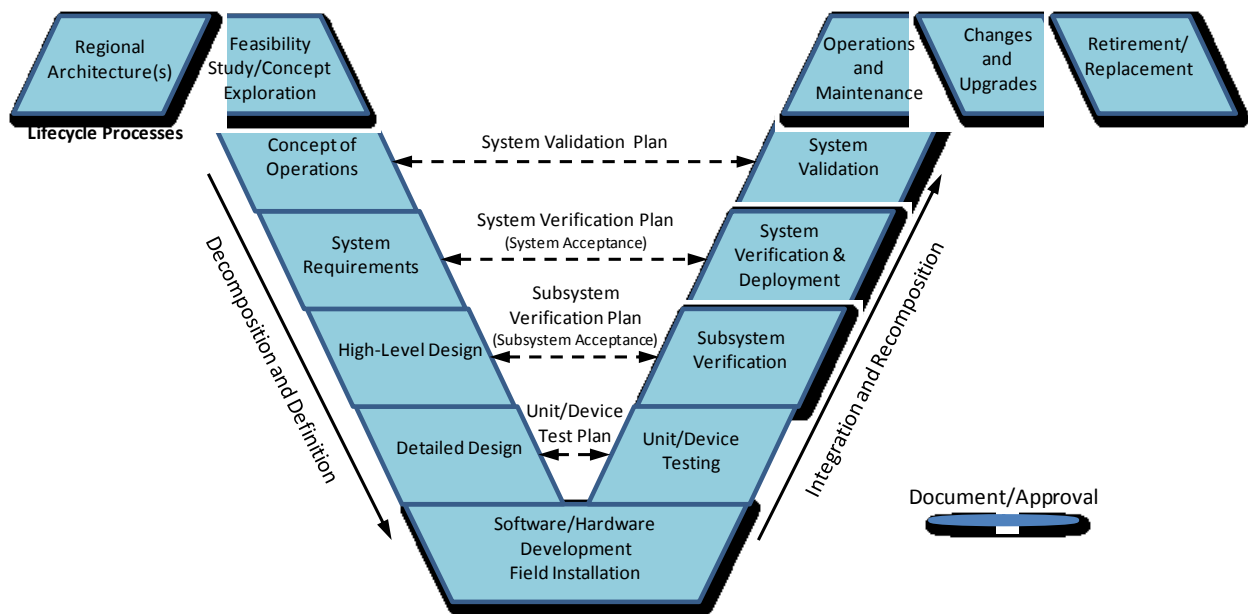 Regional
Architecture(s)
Feasibility
Study/Concept
Exploration
Operations
and
Maintenance
Changes
and
Upgrades
Retirement/
Replacement
Lifecycle Processes
Concept of
Operations
System Validation Plan
System
Validation
System
Requirements
System Verification Plan
(System Acceptance)
System
Verification &
Deployment
High-Level Design
Subsystem
Verification Plan
(Subsystem Acceptance)
Subsystem
Verification
Detailed Design
Unit/Device
Test Plan
Unit/Device
Testing
Software/Hardware
Development
Field Installation
Decomposition and Definition
Integration and Recomposition
Document/Approval